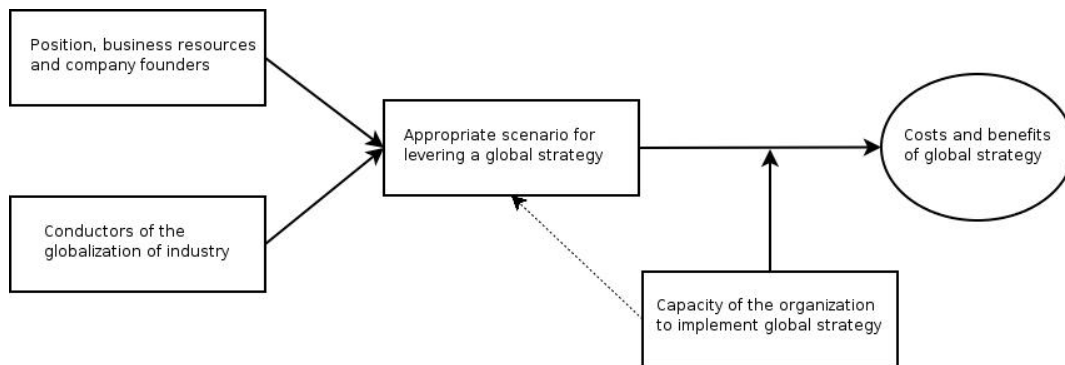 Position, business resources
and company founders
Appropriate scenario for
levering a global strategy
Costs and benefits
of global strategy
Conductors of the
globalization of industry
Capacity of the organization
to implement global strategy